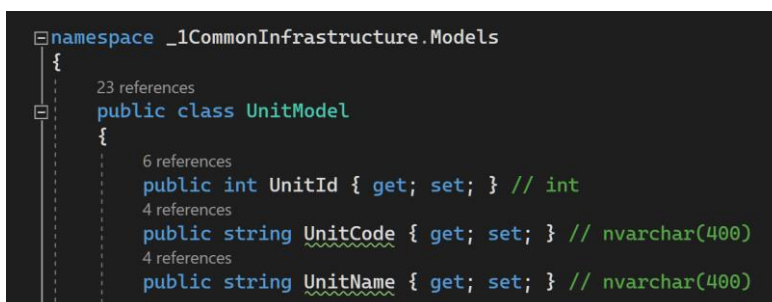 namespace _1CommonInfrastructure.Models
{
23 references
public class UnitModel
{
6 references
public int UnitId { get; set; } // int
4 references
public string UnitCode { get; set; } // nvarchar(400)
4 references
public string UnitName { get; set; } // nvarchar(400)